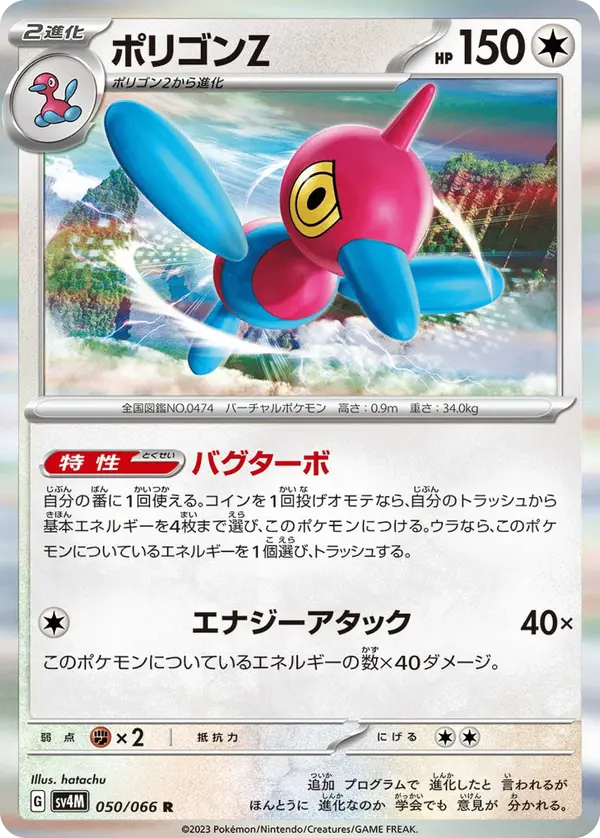 2進化
ポリゴンZ
HP 150
ポリゴン2から進化
全国図鑑NO.0474 バーチャルポケモン 高さ：0.9m 重さ：34.0kg
特性 とくせい バグターボ
自分の番に1回使える。コインを1回投げオモテなら、自分のトラッシュから
基本エネルギーを4枚まで選び、このポケモンにつける。ウラなら、このポケ
モンについているエネルギーを1個選び、トラッシュする。
エナジーアタック 40×
このポケモンについているエネルギーの数×40ダメージ。
弱点 ×2 抵抗力 にげる
Illus. hatachu
G SV4M 050/066 R
追加 プログラムで 進化したと 言われるが
ほんとうに 進化なのか 学会でも 意見が 分かれる。
©2023 Pokémon/Nintendo/Creatures/GAME FREAK.